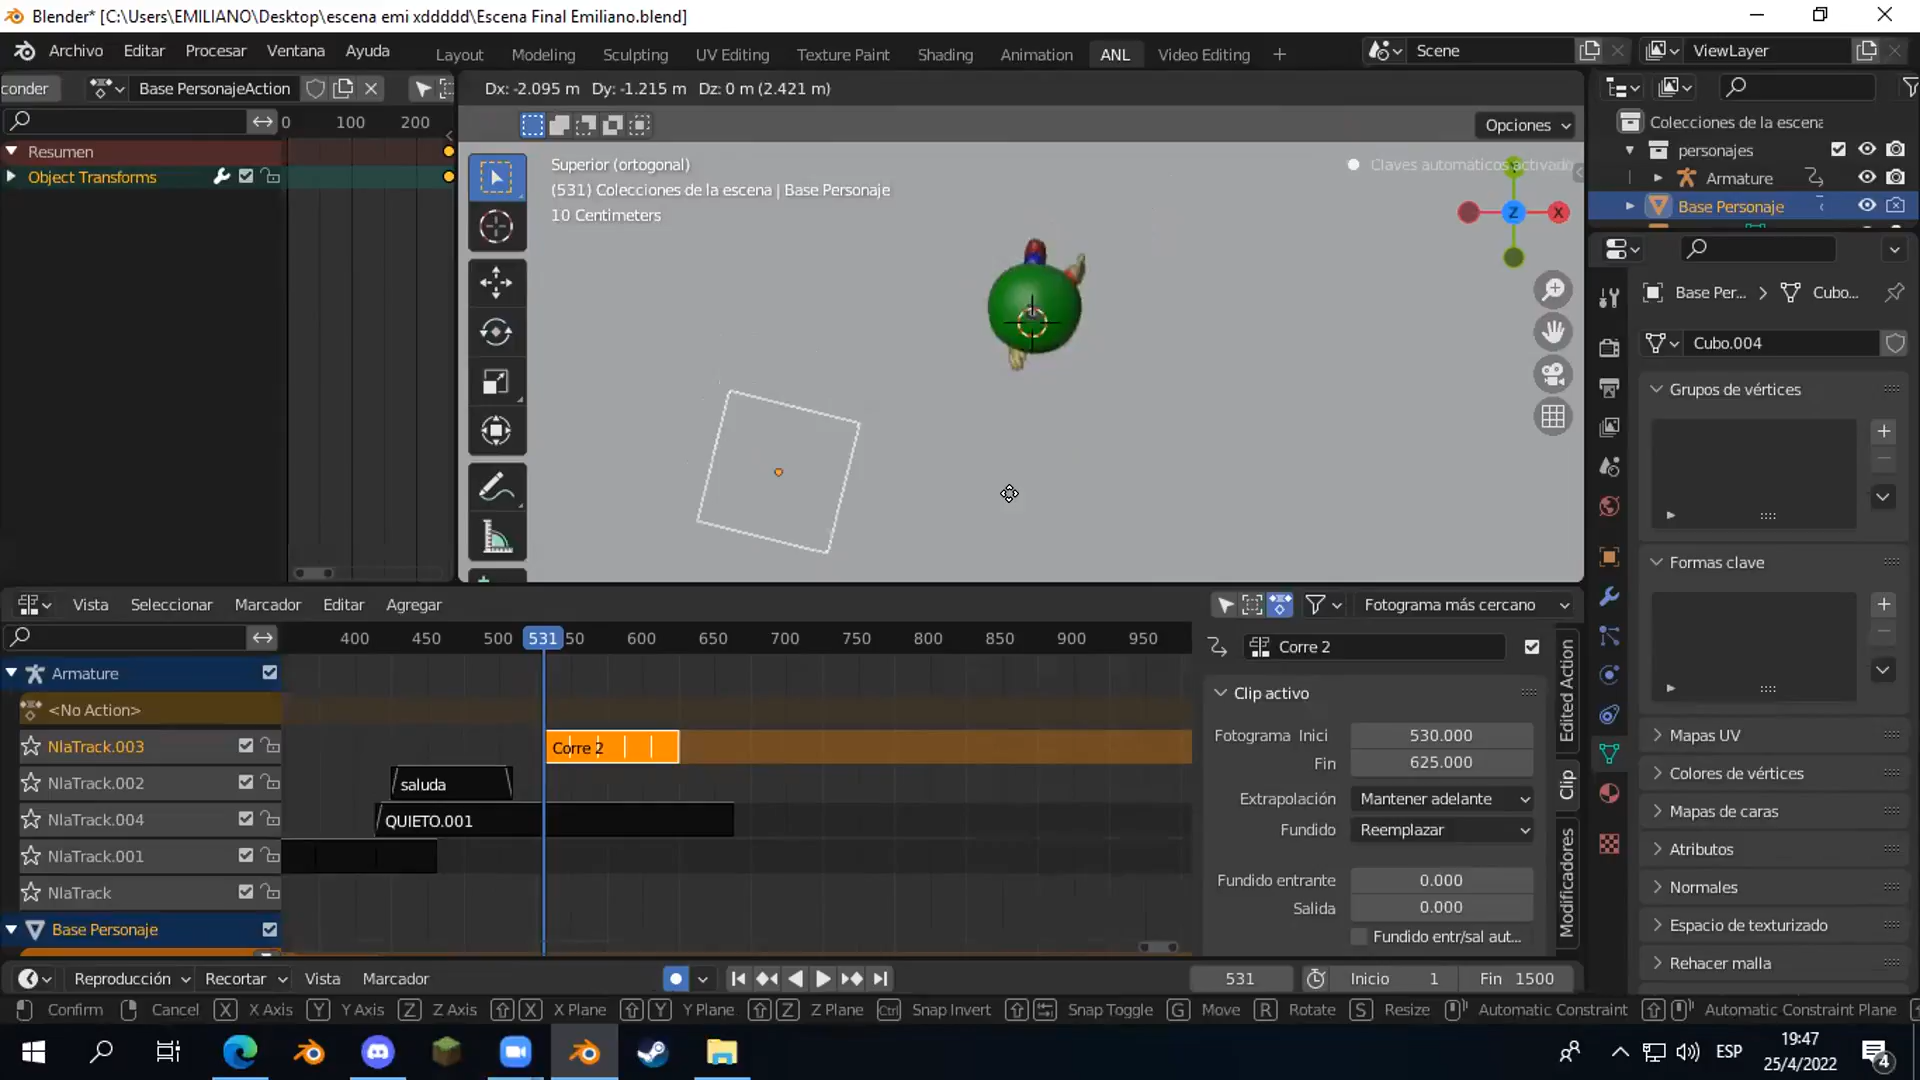 Blender* [C:\Users\EMILIANO\Desktop\escena emi xddddd\Escena Final Emiliano.blend]
Archivo Editar Procesar Ventana Ayuda Layout Modeling Sculpting UV Editing Texture Paint Shading Animation ANL Video Editing Scene ViewLayer
conder Base PersonajeAction Dx: -2.095 m Dy: -1.215 m Dz: 0 m (2.421 m)
0 100 200 Opciones Colecciones de la escena
Resumen Superior (ortogonal) Claves automáticos activado personajes
Object Transforms (531) Colecciones de la escena | Base Personaje Armature
10 Centimeters Z X Base Personaje
Base Per... Cubo...
Cubo.004
Grupos de vértices
Formas clave
Vista Seleccionar Marcador Editar Agregar Fotograma más cercano
400 450 500 531 50 600 650 700 750 800 850 900 950 Corre 2
Armature Clip activo Edited Action
<No Action> Fotograma Inici 530.000 Mapas UV
NlaTrack.003 Corre 2 Fin 625.000 Colores de vértices
NlaTrack.002 saluda Extrapolación Mantener adelante Clip Mapas de caras
NlaTrack.004 QUIETO.001 Fundido Reemplazar Atributos
NlaTrack.001 Fundido entrante 0.000 Normales
NlaTrack Salida 0.000 Modificadores
Base Personaje Fundido entr/sal aut... Espacio de texturizado
Reproducción Recortar Vista Marcador 531 Inicio 1 Fin 1500 Rehacer malla
Confirm Cancel X X Axis Y Y Axis Z Z Axis X X Plane Y Y Plane Z Z Plane Ctrl Snap Invert Snap Toggle G Move R Rotate S Resize Automatic Constraint Automatic Constraint Plane
ESP 19:47
25/4/2022 4